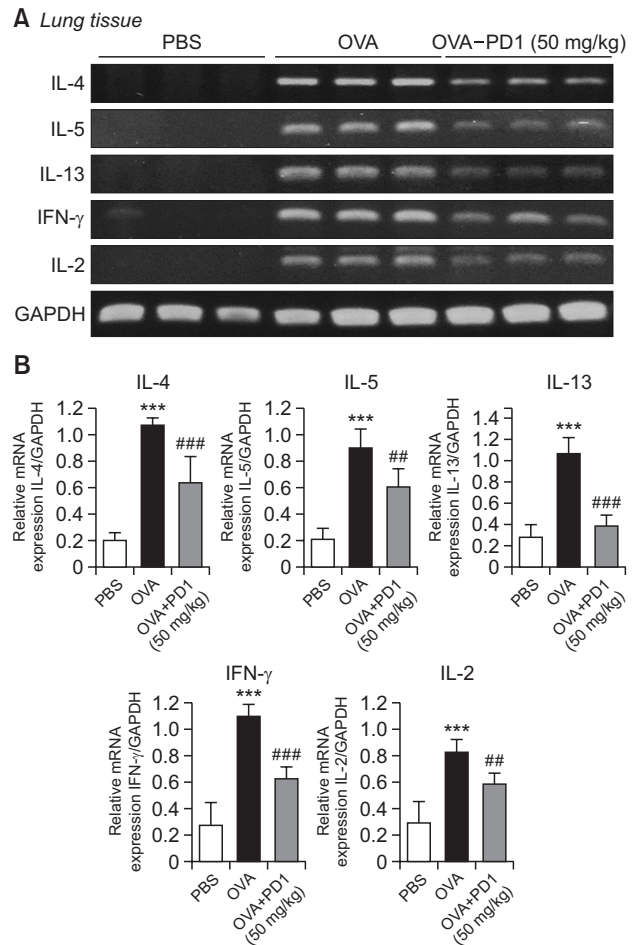 A Lung tissue
PBS OVA OVA−PD1 (50 mg/kg)
IL-4
IL-5
IL-13
IFN-γ
IL-2
GAPDH
B
IL-4
Relative mRNA
expression IL-4/GAPDH
1.2
1.0
0.8
0.6
0.4
0.2
0
***
###
PBS
OVA
OVA+PD1
(50 mg/kg)
IL-5
Relative mRNA
expression IL-5/GAPDH
1.2
1.0
0.8
0.6
0.4
0.2
0
***
##
PBS
OVA
OVA+PD1
(50 mg/kg)
IL-13
Relative mRNA
expression IL-13/GAPDH
1.4
1.2
1.0
0.8
0.6
0.4
0.2
0
***
###
PBS
OVA
OVA+PD1
(50 mg/kg)
IFN-γ
Relative mRNA
expression IFN-γ/GAPDH
1.2
1.0
0.8
0.6
0.4
0.2
0
***
###
PBS
OVA
OVA+PD1
(50 mg/kg)
IL-2
Relative mRNA
expression IL-2/GAPDH
1.2
1.0
0.8
0.6
0.4
0.2
0
***
##
PBS
OVA
OVA+PD1
(50 mg/kg)